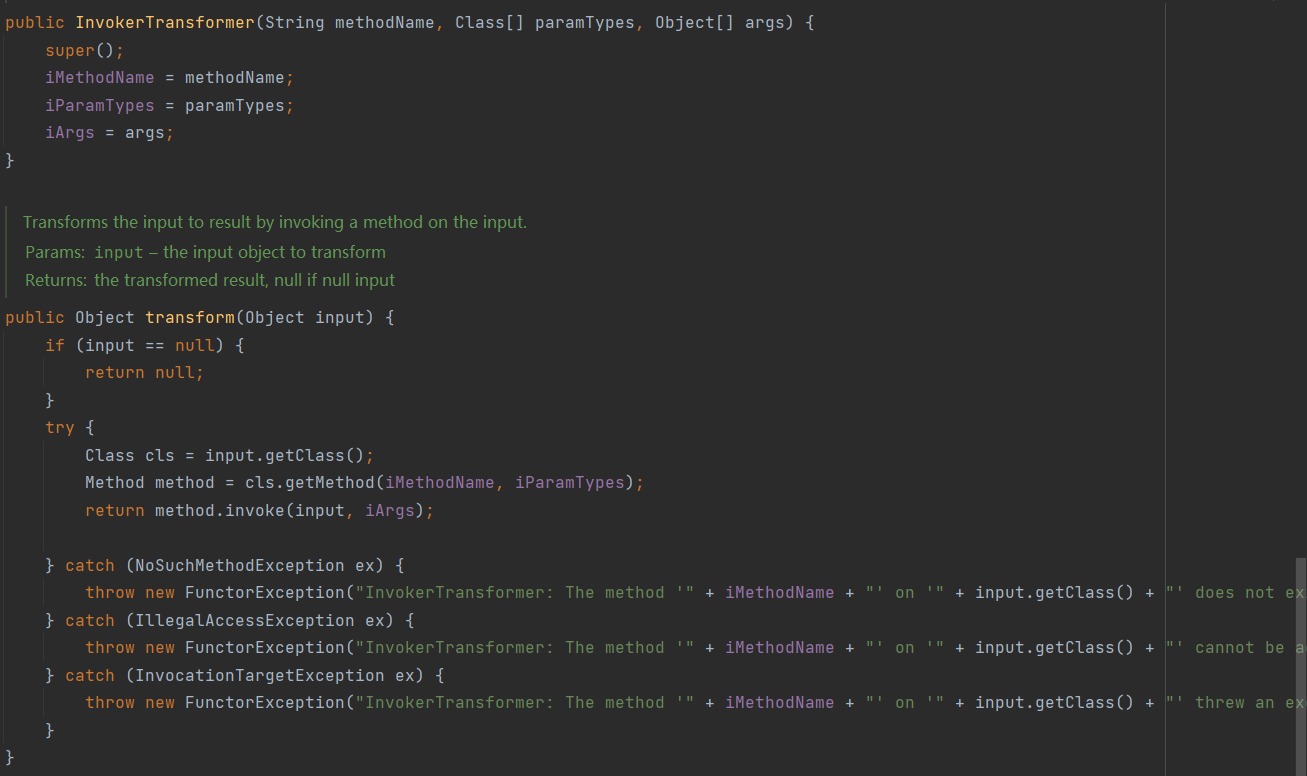 public InvokerTransformer(String methodName, Class[] paramTypes, Object[] args) {
super();
iMethodName = methodName;
iParamTypes = paramTypes;
iArgs = args;
}
Transforms the input to result by invoking a method on the input.
Params: input – the input object to transform
Returns: the transformed result, null if null input
public Object transform(Object input) {
if (input == null) {
return null;
}
try {
Class cls = input.getClass();
Method method = cls.getMethod(iMethodName, iParamTypes);
return method.invoke(input, iArgs);
} catch (NoSuchMethodException ex) {
throw new FunctorException("InvokerTransformer: The method '" + iMethodName + "' on '" + input.getClass() + "' does not ex
} catch (IllegalAccessException ex) {
throw new FunctorException("InvokerTransformer: The method '" + iMethodName + "' on '" + input.getClass() + "' cannot be
} catch (InvocationTargetException ex) {
throw new FunctorException("InvokerTransformer: The method '" + iMethodName + "' on '" + input.getClass() + "' threw an ex
}
}